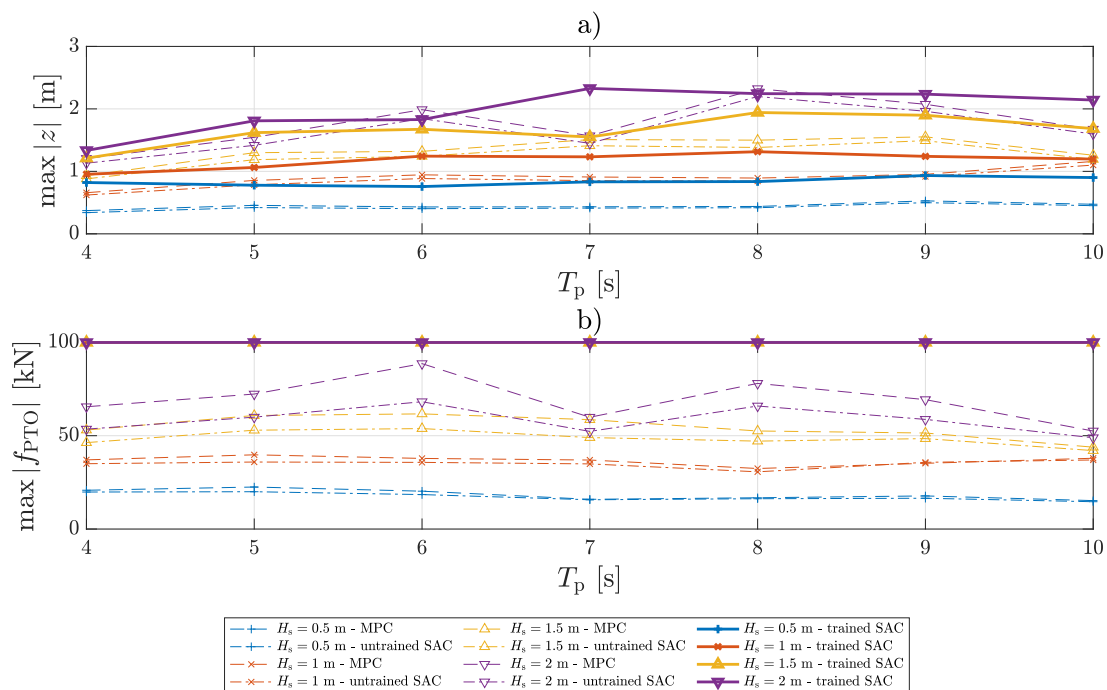 a)
3
2
1
0
max |z| [m]
4 5 6 7 8 9 10
T_p [s]
b)
100
50
0
max |f_PTO| [kN]
4 5 6 7 8 9 10
T_p [s]
H_s = 0.5 m - MPC H_s = 1.5 m - MPC H_s = 0.5 m - trained SAC
H_s = 0.5 m - untrained SAC H_s = 1.5 m - untrained SAC H_s = 1 m - trained SAC
H_s = 1 m - MPC H_s = 2 m - MPC H_s = 1.5 m - trained SAC
H_s = 1 m - untrained SAC H_s = 2 m - untrained SAC H_s = 2 m - trained SAC